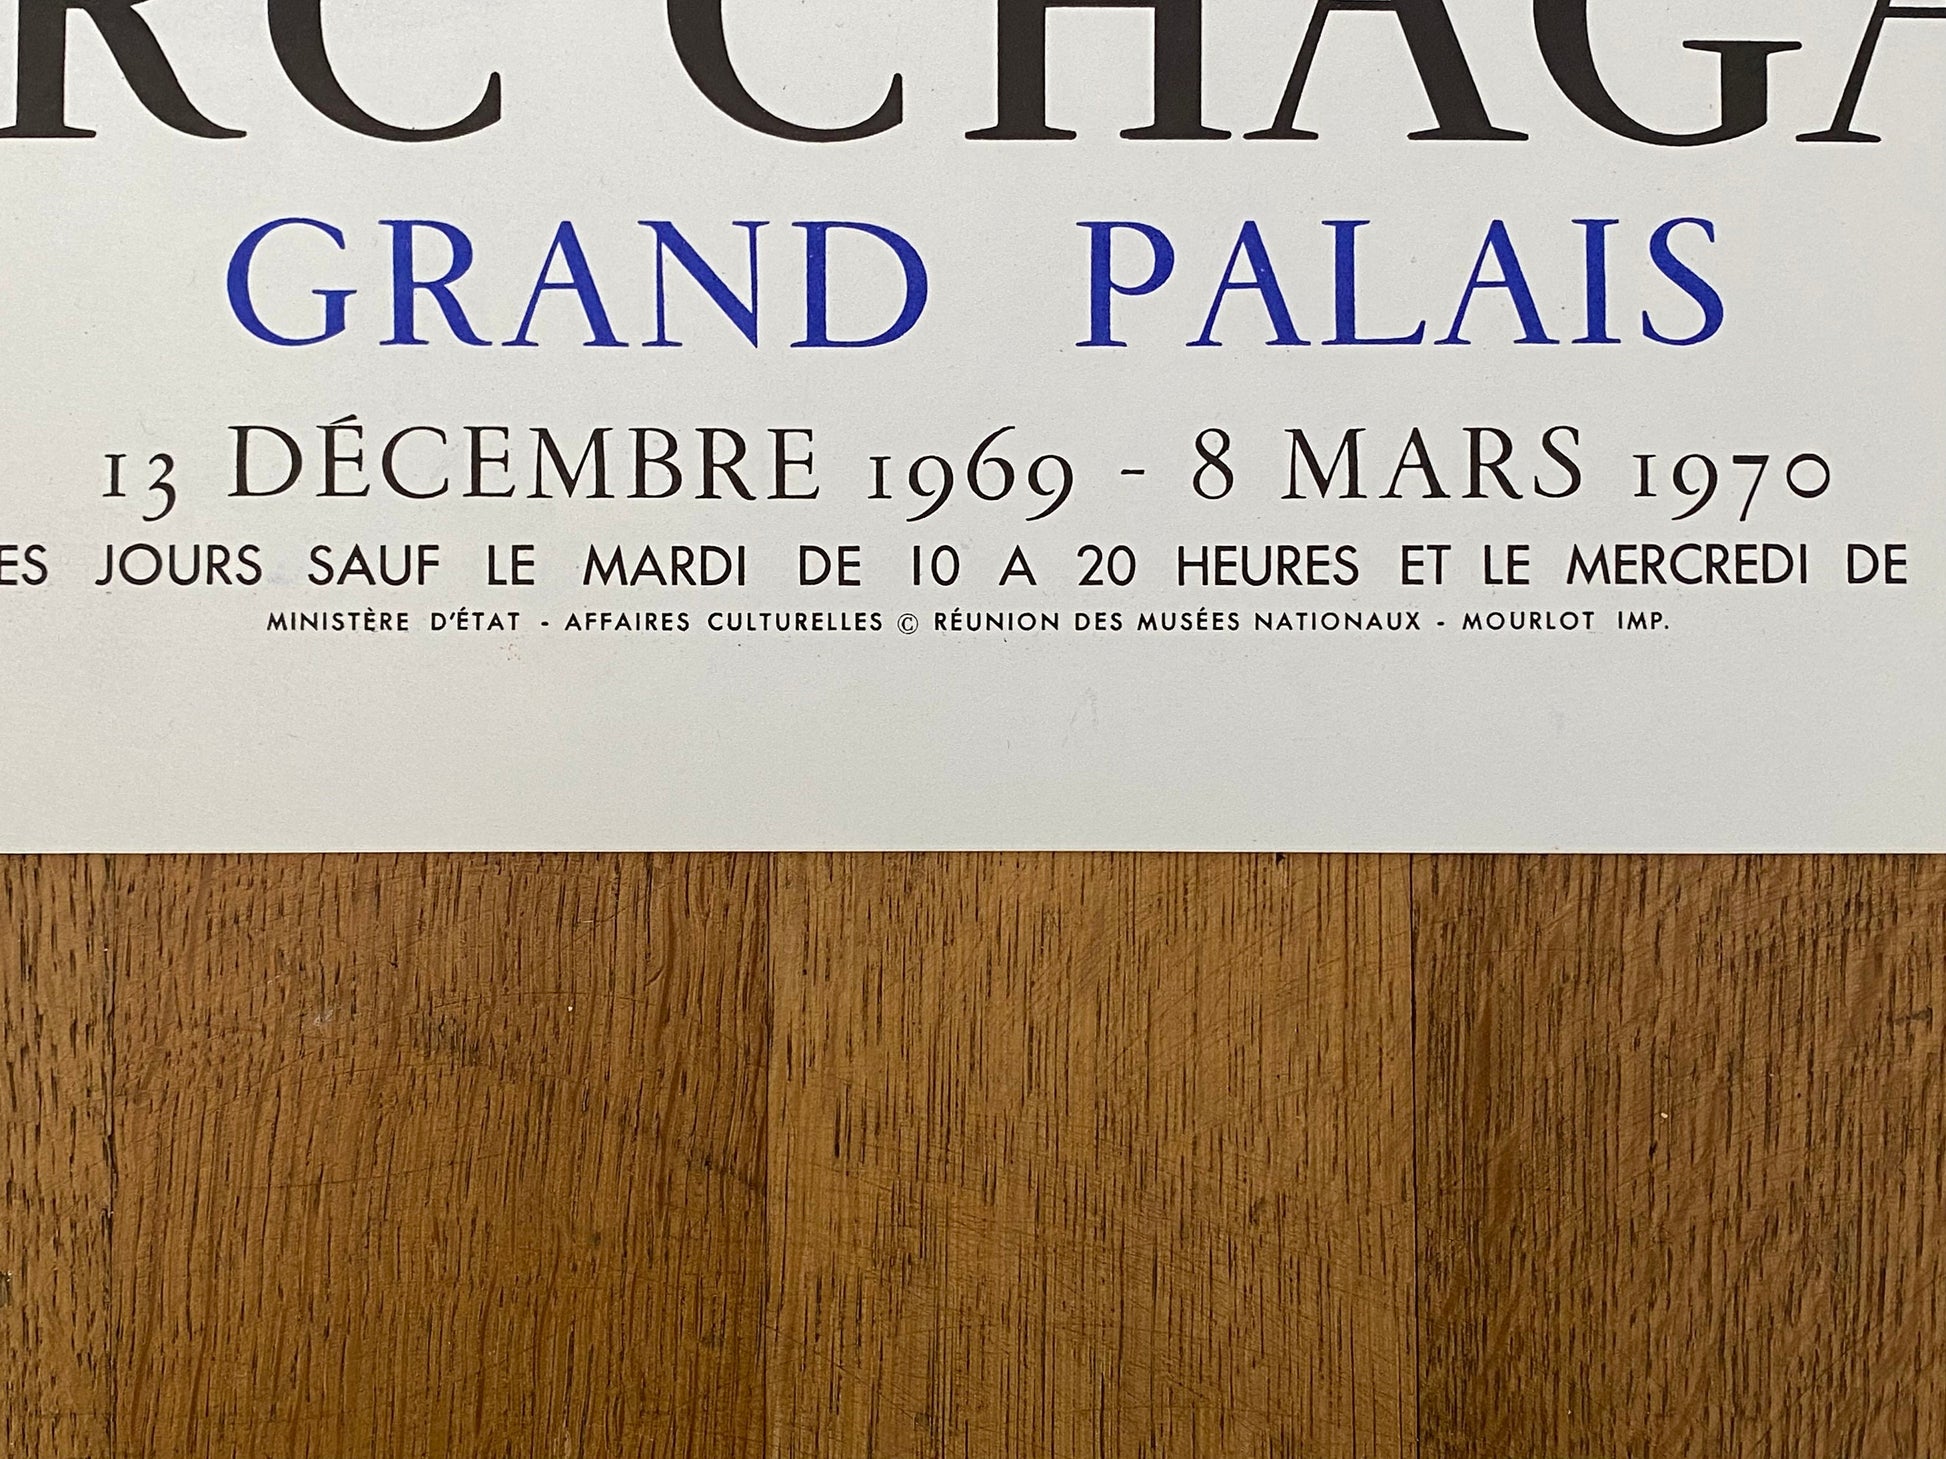 RC CHAGA
GRAND PALAIS
13 DÉCEMBRE 1969 - 8 MARS 1970
ES JOURS SAUF LE MARDI DE 10 A 20 HEURES ET LE MERCREDI DE
MINISTÈRE D'ÉTAT - AFFAIRES CULTURELLES © RÉUNION DES MUSÉES NATIONAUX - MOURLOT IMP.